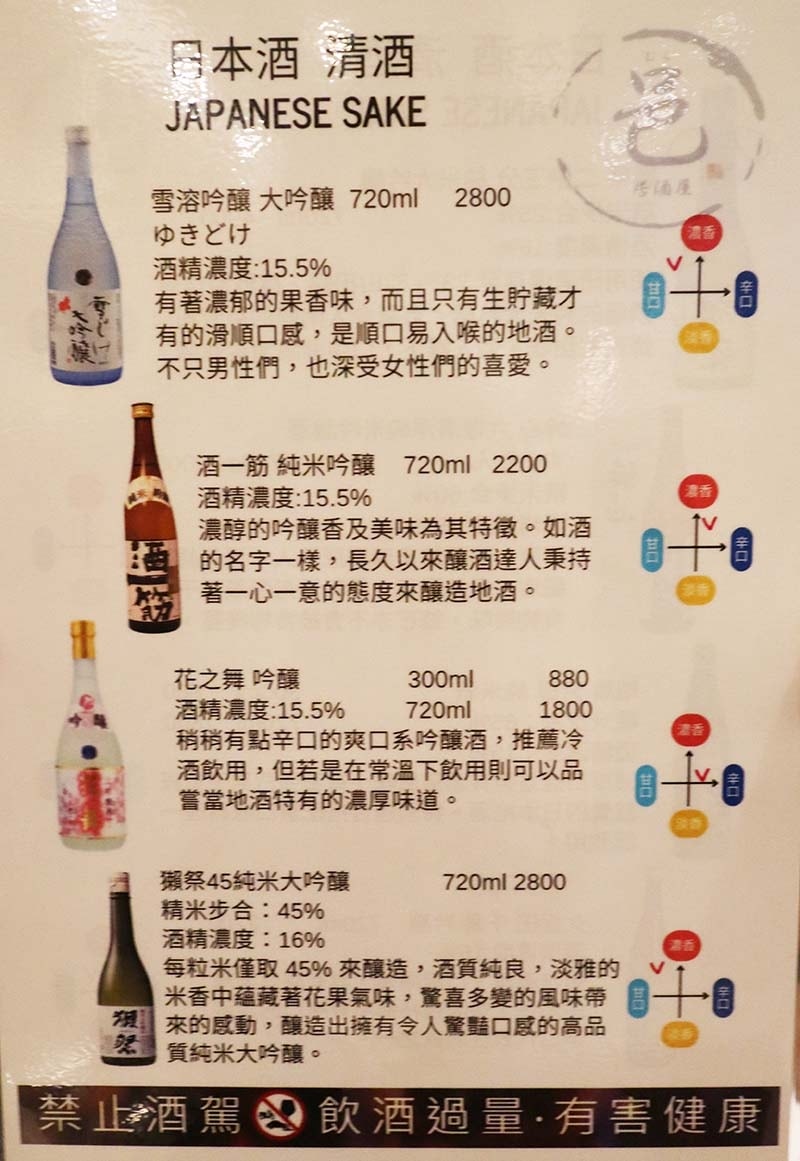 日本酒 清酒
JAPANESE SAKE
邑
居酒屋
雪溶吟釀 大吟釀 720ml 2800
ゆきどけ
酒精濃度:15.5%
有著濃郁的果香味，而且只有生貯藏才
有的滑順口感，是順口易入喉的地酒。
不只男性們，也深受女性們的喜愛。
濃香
甘口 辛口
淡香
大吟醸
酒一筋 純米吟釀 720ml 2200
酒精濃度:15.5%
濃醇的吟釀香及美味為其特徵。如酒
的名字一樣，長久以來釀酒達人秉持
著一心一意的態度來釀造地酒。
濃香
甘口 辛口
淡香
酒一筋
花之舞 吟釀 300ml 880
酒精濃度:15.5% 720ml 1800
稍稍有點辛口的爽口系吟釀酒，推薦冷
酒飲用，但若是在常溫下飲用則可以品
嘗當地酒特有的濃厚味道。
濃香
甘口 辛口
淡香
獺祭45純米大吟釀 720ml 2800
精米步合：45%
酒精濃度：16%
每粒米僅取 45% 來釀造，酒質純良，淡雅的
米香中蘊藏著花果氣味，驚喜多變的風味帶
來的感動，釀造出擁有令人驚豔口感的高品
質純米大吟釀。
濃香
甘口 辛口
淡香
獺祭
禁止酒駕 飲酒過量·有害健康